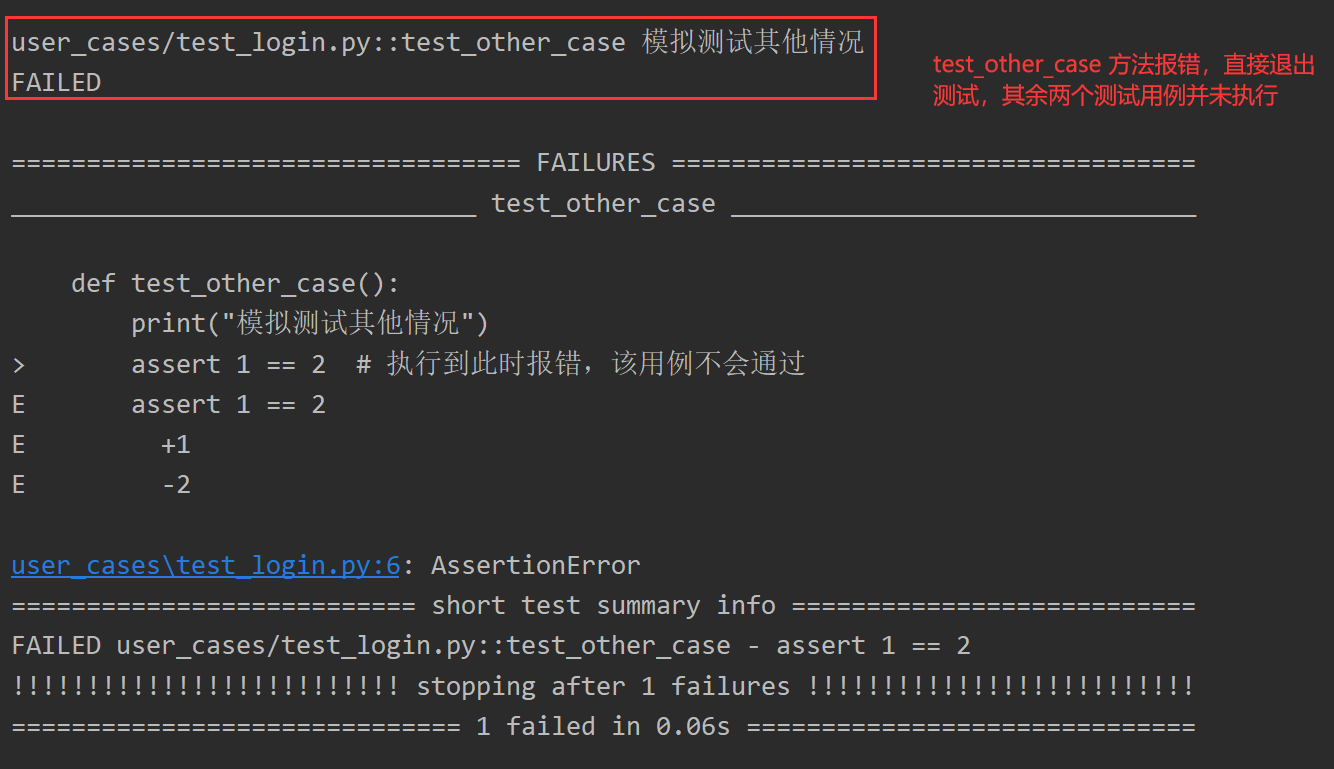 user_cases/test_login.py::test_other_case 模拟测试其他情况
FAILED
test_other_case 方法报错，直接退出
测试，其余两个测试用例并未执行
================================== FAILURES ===================================
_______________________________ test_other_case _______________________________
def test_other_case():
print("模拟测试其他情况")
> assert 1 == 2  # 执行到此时报错，该用例不会通过
E assert 1 == 2
E +1
E -2
user_cases\test_login.py:6: AssertionError
=========================== short test summary info ===========================
FAILED user_cases/test_login.py::test_other_case - assert 1 == 2
!!!!!!!!!!!!!!!!!!!!!!!!!! stopping after 1 failures !!!!!!!!!!!!!!!!!!!!!!!!!!
============================== 1 failed in 0.06s ==============================